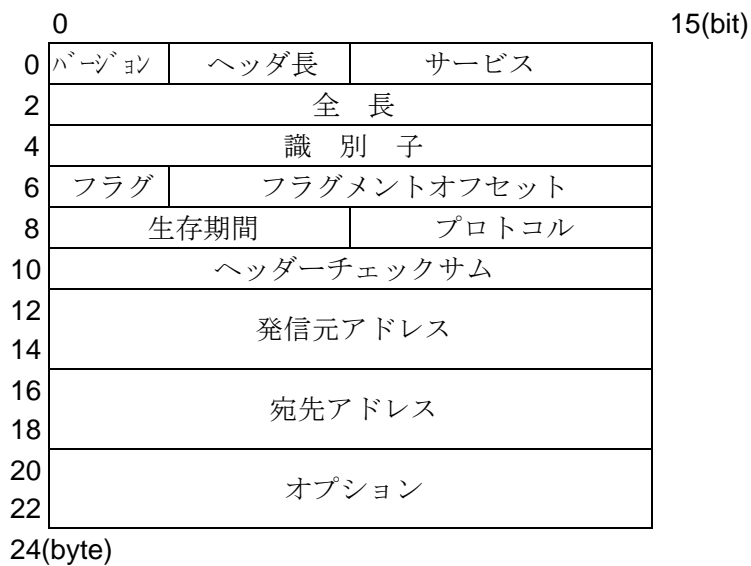 0 15(bit)
0 ﾊﾞｰｼﾞｮﾝ ヘッダ長 サービス
2 全 長
4 識 別 子
6 フラグ フラグメントオフセット
8 生存期間 プロトコル
10 ヘッダーチェックサム
12
発信元アドレス
14
16
宛先アドレス
18
20
オプション
22
24(byte)